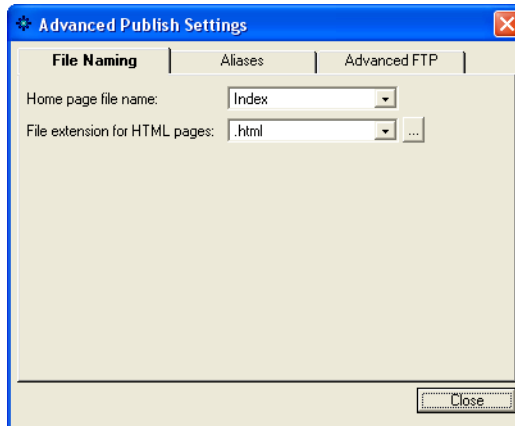 Advanced Publish Settings
File Naming Aliases Advanced FTP
Home page file name: Index
File extension for HTML pages: .html ...
Close